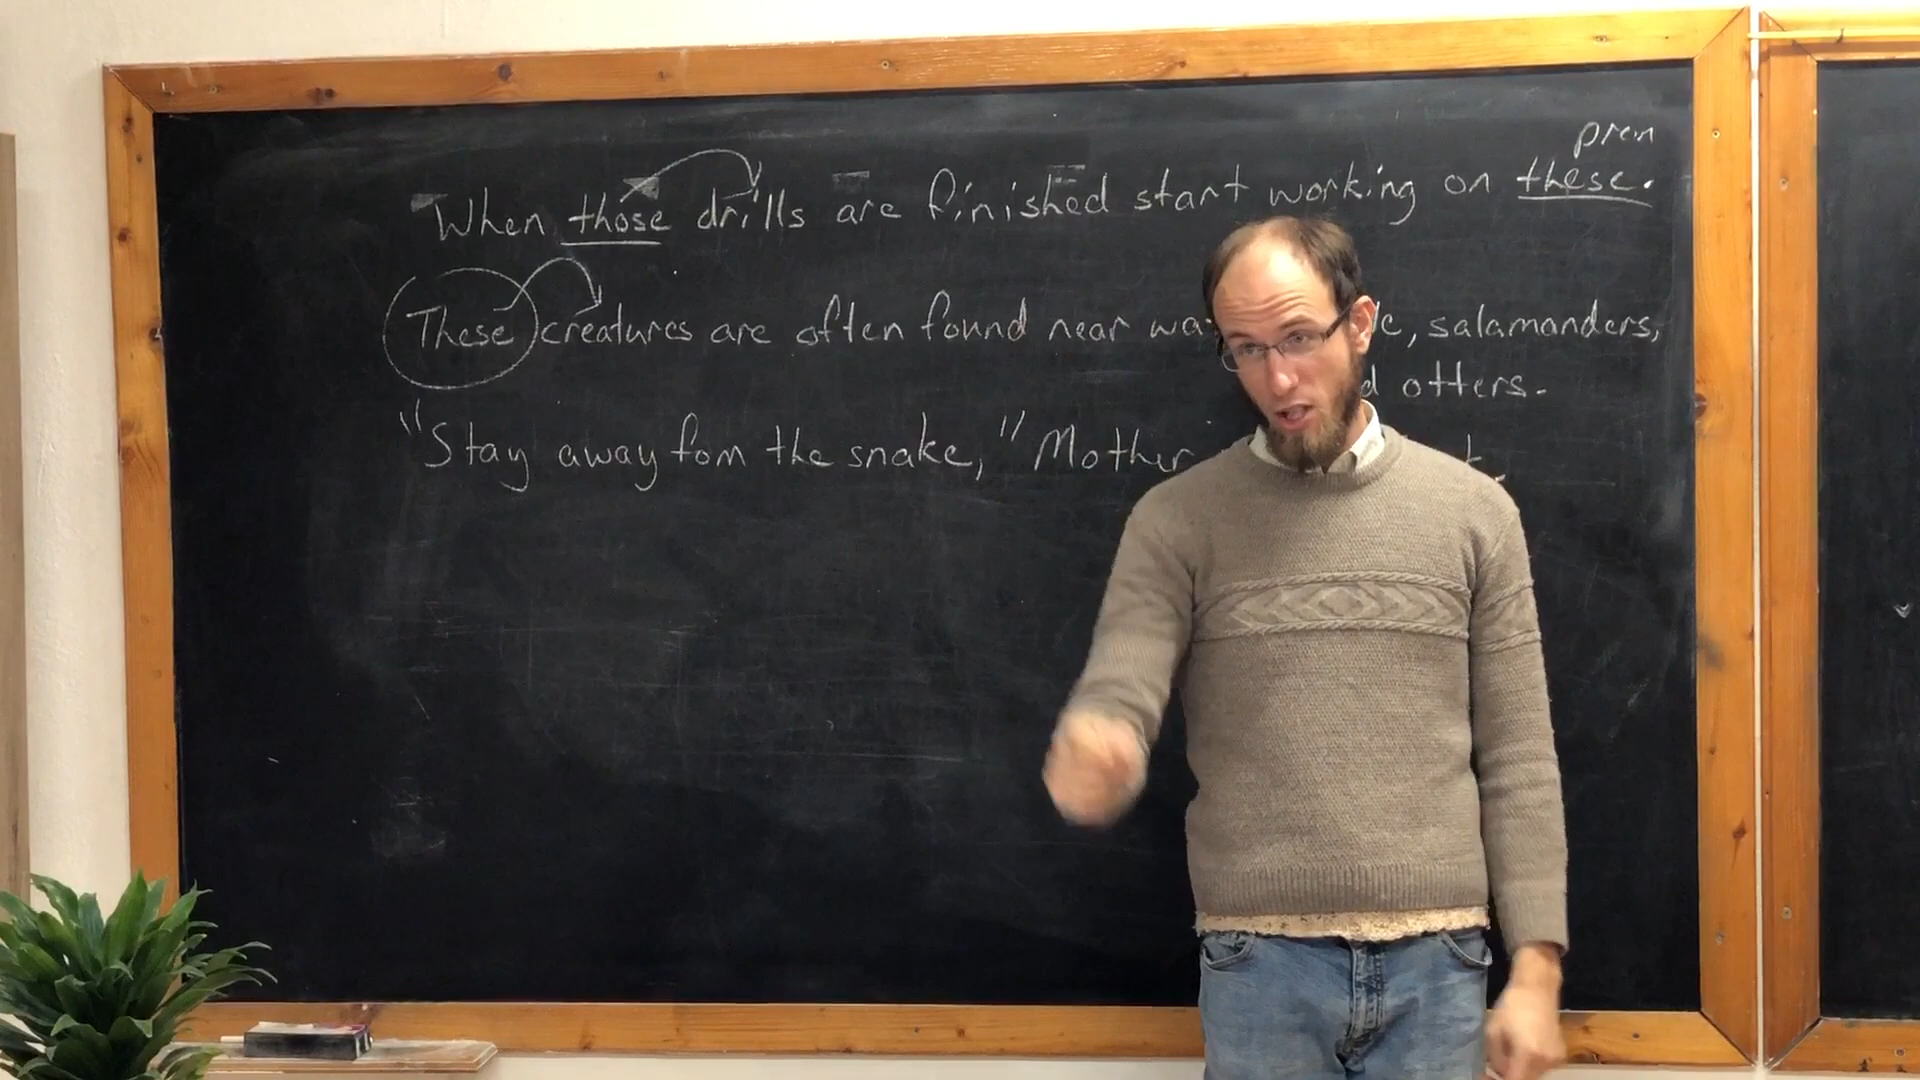 pron
When those drills are finished start working on these.
These creatures are often found near salamanders,
otters.
"Stay away fom the snake," Mother